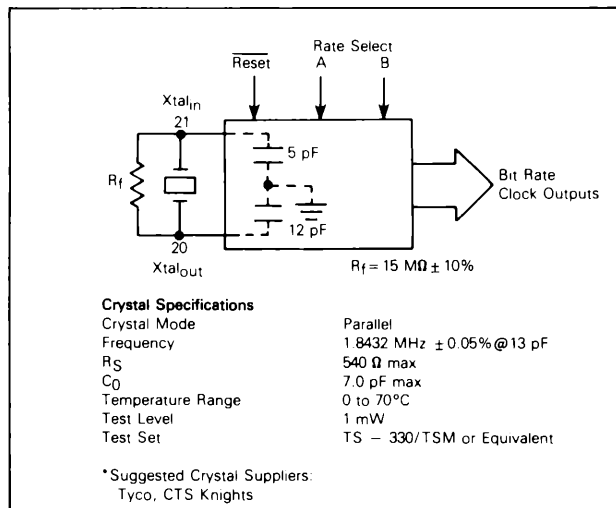 Rate Select
Reset A B
Xtalin
21
5 pF
Rf
Bit Rate
Clock Outputs
12 pF
20
Xtalout
Rf = 15 MΩ ± 10%
Crystal Specifications
Crystal Mode Parallel
Frequency 1.8432 MHz ± 0.05% @ 13 pF
RS 540 Ω max
C0 7.0 pF max
Temperature Range 0 to 70°C
Test Level 1 mW
Test Set TS – 330/TSM or Equivalent
*Suggested Crystal Suppliers:
Tyco, CTS Knights